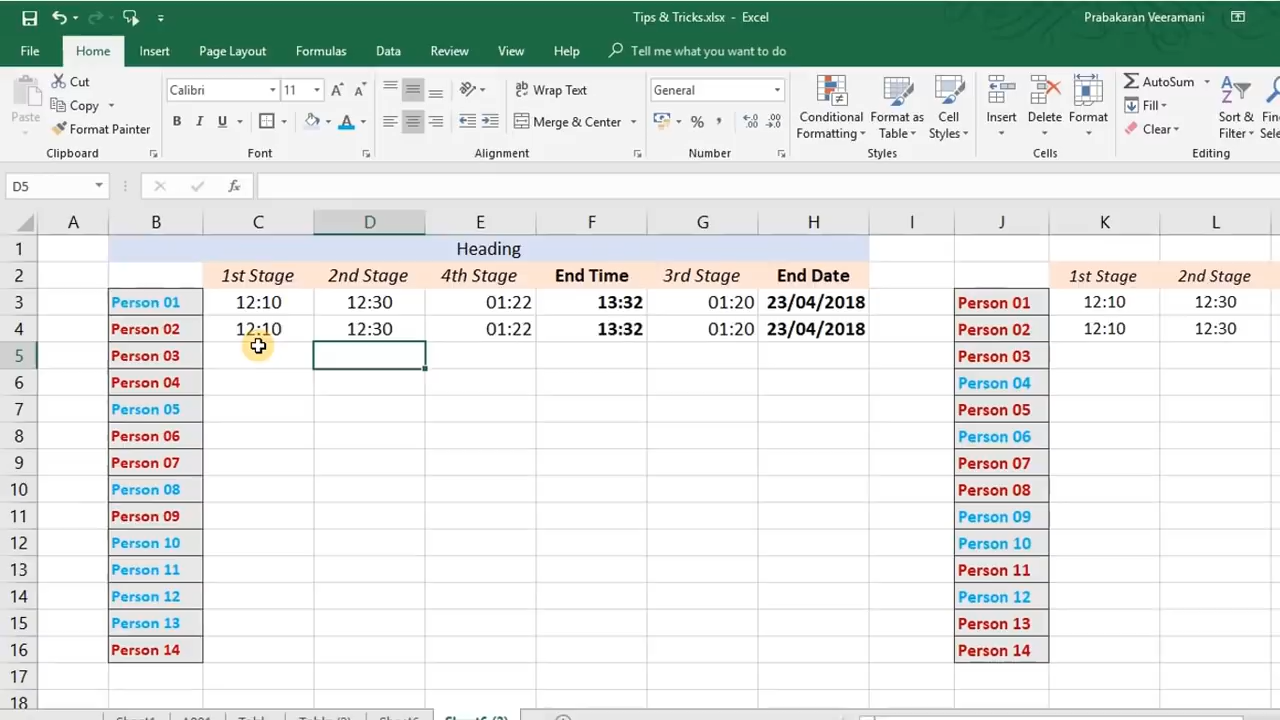 Tips & Tricks.xlsx - Excel
Prabakaran Veeramani
File Home Insert Page Layout Formulas Data Review View Help Tell me what you want to do
Paste
Cut
Copy
Format Painter
Clipboard
Calibri 11
B I U
Font
Wrap Text
Merge & Center
Alignment
General
Number
Conditional Formatting
Format as Table
Cell Styles
Styles
Insert Delete Format
Cells
AutoSum
Fill
Clear
Sort & Filter
Editing
D5 fx
A B C D E F G H I J K L
1 Heading
2 1st Stage 2nd Stage 4th Stage End Time 3rd Stage End Date 1st Stage 2nd Stage
3 Person 01 12:10 12:30 01:22 13:32 01:20 23/04/2018 Person 01 12:10 12:30
4 Person 02 12:10 12:30 01:22 13:32 01:20 23/04/2018 Person 02 12:10 12:30
5 Person 03 Person 03
6 Person 04 Person 04
7 Person 05 Person 05
8 Person 06 Person 06
9 Person 07 Person 07
10 Person 08 Person 08
11 Person 09 Person 09
12 Person 10 Person 10
13 Person 11 Person 11
14 Person 12 Person 12
15 Person 13 Person 13
16 Person 14 Person 14
17
18